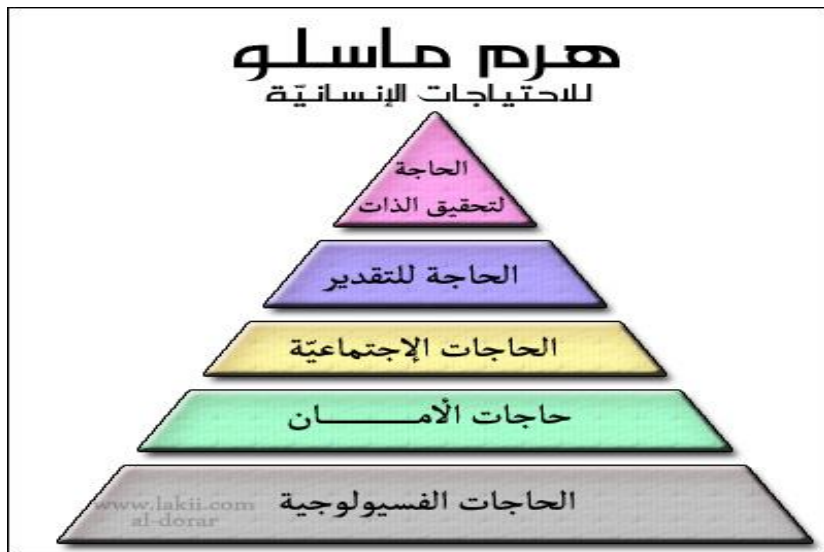 هرم ماسلو
للاحتياجات الإنسانيّة
الحاجة
لتحقيق الذات
الحاجة للتقدير
الحاجات الإجتماعيّة
حاجات الأمـــــــان
الحاجات الفسيولوجية
www.lakii.com
al-dorar